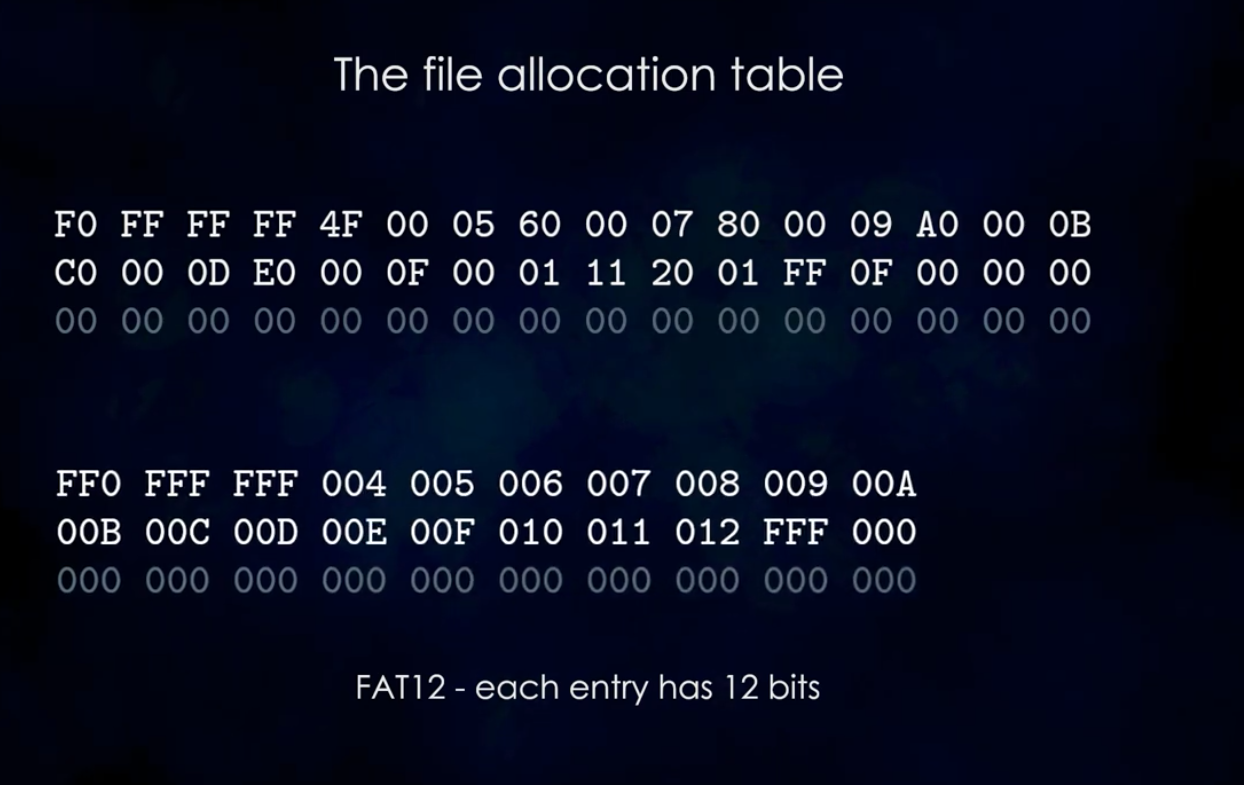 The file allocation table
F0 FF FF FF 4F 00 05 60 00 07 80 00 09 A0 00 0B
C0 00 0D E0 00 0F 00 01 11 20 01 FF 0F 00 00 00
00 00 00 00 00 00 00 00 00 00 00 00 00 00 00 00
FF0 FFF FFF 004 005 006 007 008 009 00A
00B 00C 00D 00E 00F 010 011 012 FFF 000
000 000 000 000 000 000 000 000 000 000
FAT12 - each entry has 12 bits